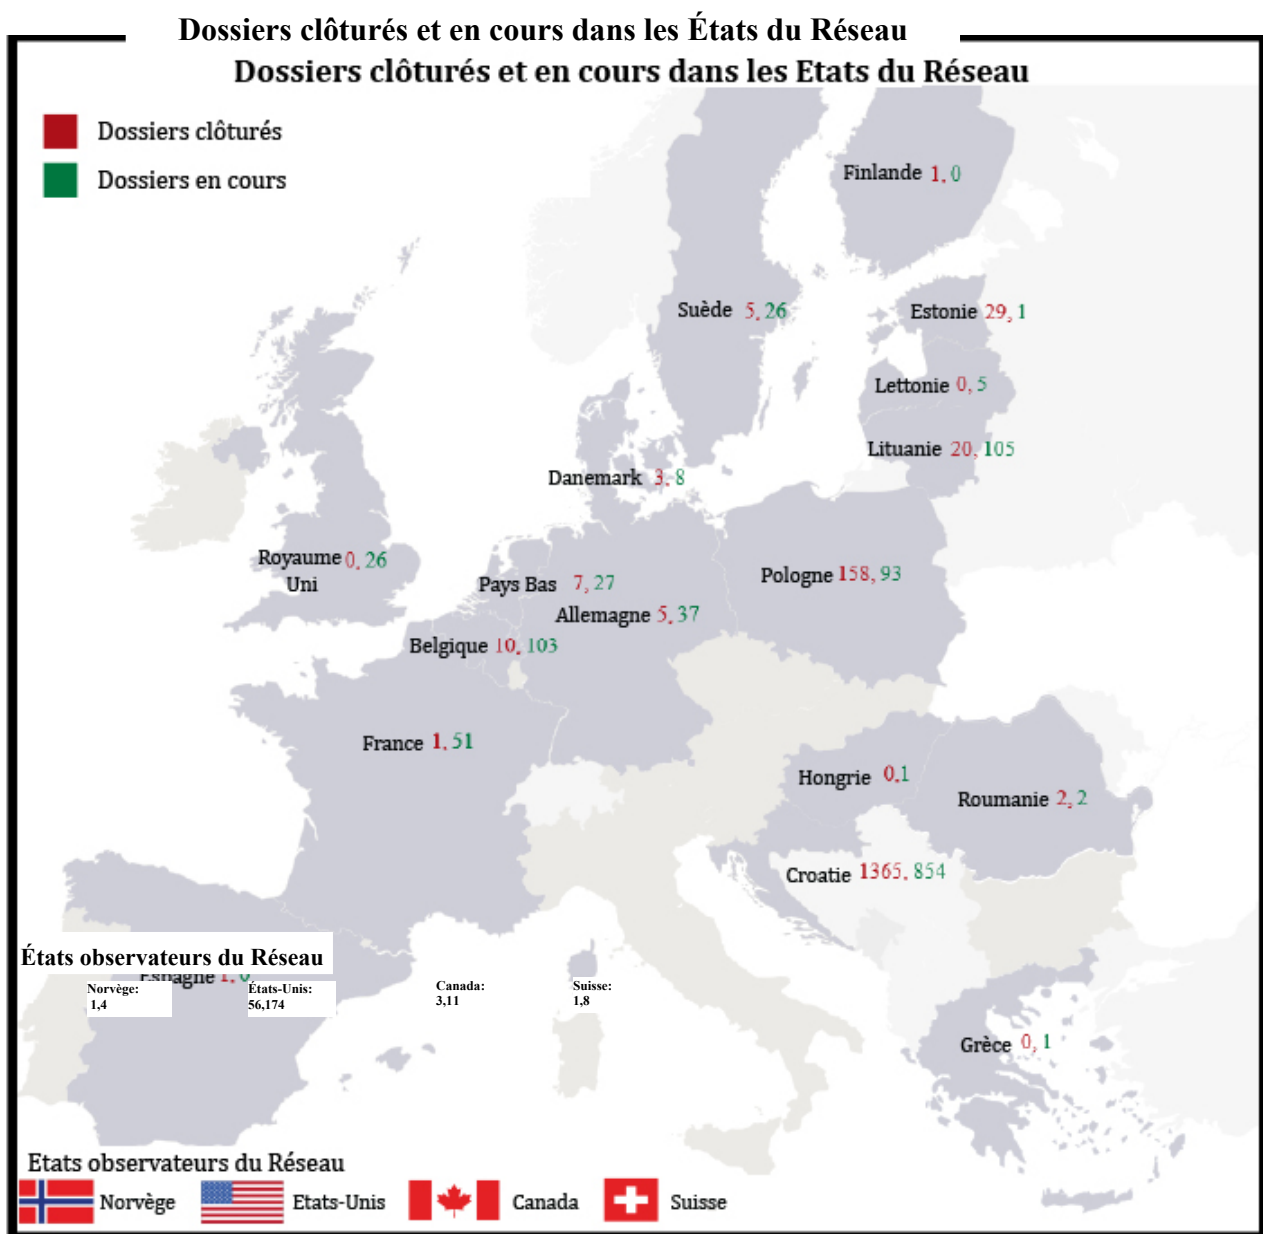 Dossiers clôturés et en cours dans les États du Réseau
Dossiers clôturés et en cours dans les Etats du Réseau
Dossiers clôturés
Dossiers en cours
Finlande 1, 0
Suède 5, 26
Estonie 29, 1
Lettonie 0, 5
Lituanie 20, 105
Danemark 3, 8
Royaume 0, 26
Uni
Pays Bas 7, 27
Pologne 158, 93
Allemagne 5, 37
Belgique 10, 103
France 1, 51
Hongrie 0,1
Roumanie 2, 2
Croatie 1365, 854
États observateurs du Réseau
Espagne 1, 0
Norvège:
1,4
États-Unis:
56,174
Canada:
3,11
Suisse:
1,8
Grèce 0, 1
Etats observateurs du Réseau
Norvège
Etats-Unis
Canada
Suisse